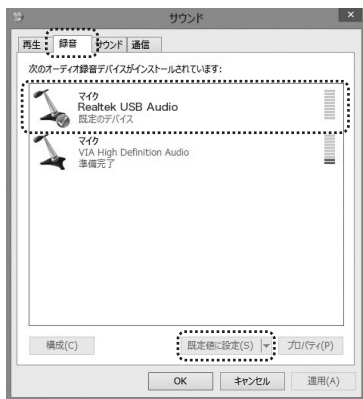 サウンド
再生 録音 サウンド 通信
次のオーディオ録音デバイスがインストールされています:
マイク
Realtek USB Audio
既定のデバイス
マイク
VIA High Definition Audio
準備完了
構成(C) 既定値に設定(S) プロパティ(P)
OK キャンセル 適用(A)